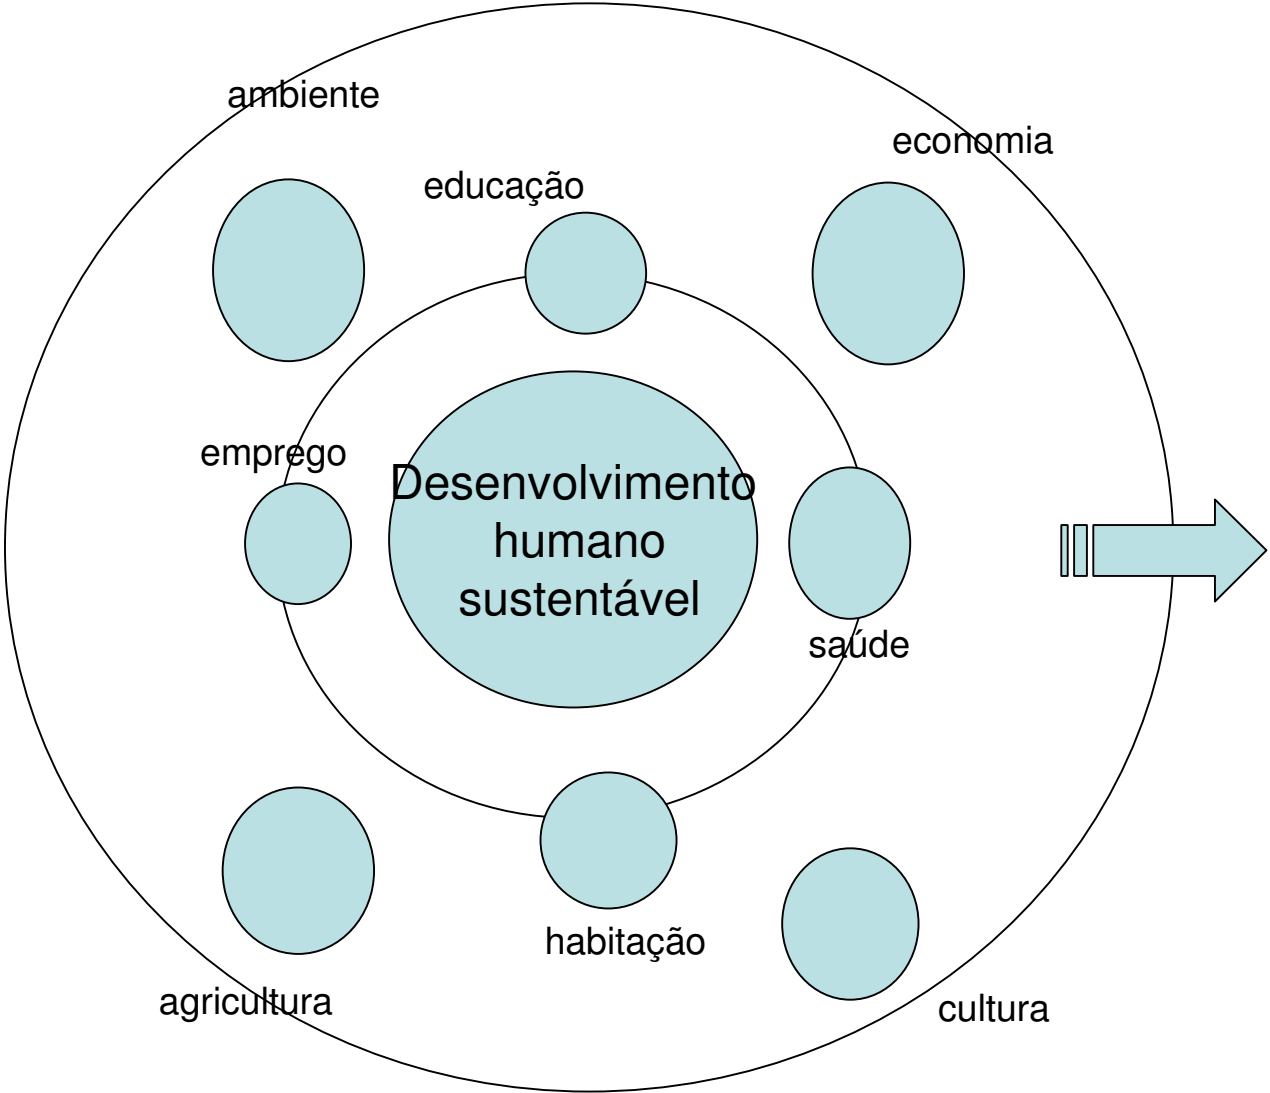 ambiente
economia
educação
emprego
Desenvolvimento
humano
sustentável
saúde
habitação
agricultura
cultura